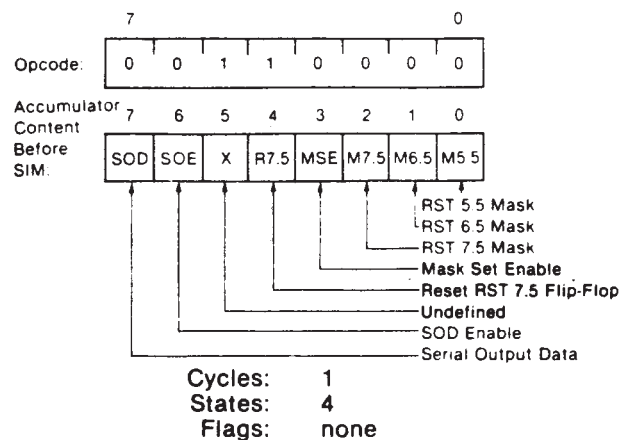 7 0
Opcode: 0 0 1 1 0 0 0 0
Accumulator
Content
Before
SIM:
7 6 5 4 3 2 1 0
SOD SOE X R7.5 MSE M7.5 M6.5 M5.5
RST 5.5 Mask
RST 6.5 Mask
RST 7.5 Mask
Mask Set Enable
Reset RST 7.5 Flip-Flop
Undefined
SOD Enable
Serial Output Data
Cycles: 1
States: 4
Flags: none